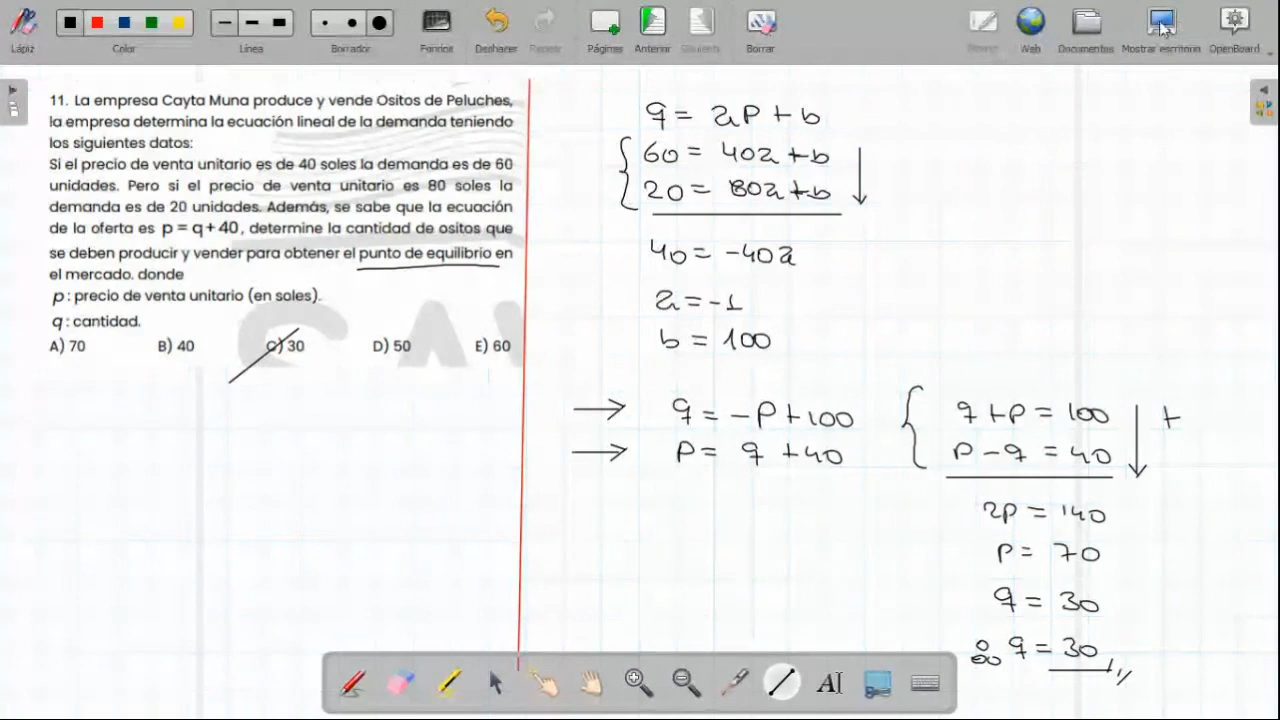 Lápiz
Color
Línea
Borrador
Fondos
Deshacer
Páginas
Anterior
Borrar
Web
Documentos
Mostrar escritorio
OpenBoard
11. La empresa Cayta Muna produce y vende Ositos de Peluches,
la empresa determina la ecuación lineal de la demanda teniendo
los siguientes datos:
Si el precio de venta unitario es de 40 soles la demanda es de 60
unidades. Pero si el precio de venta unitario es 80 soles la
demanda es de 20 unidades. Además, se sabe que la ecuación
de la oferta es p = q + 40, determine la cantidad de ositos que
se deben producir y vender para obtener el punto de equilibrio en
el mercado. donde
p : precio de venta unitario (en soles).
q : cantidad.
A) 70 B) 40 C) 30 D) 50 E) 60
q = ap + b
60 = 40a + b
20 = 80a + b
40 = -40a
a = -1
b = 100
→ q = -p + 100
→ p = q + 40
q + p = 100 +
p - q = 40
2p = 140
p = 70
q = 30
q = 30
AI